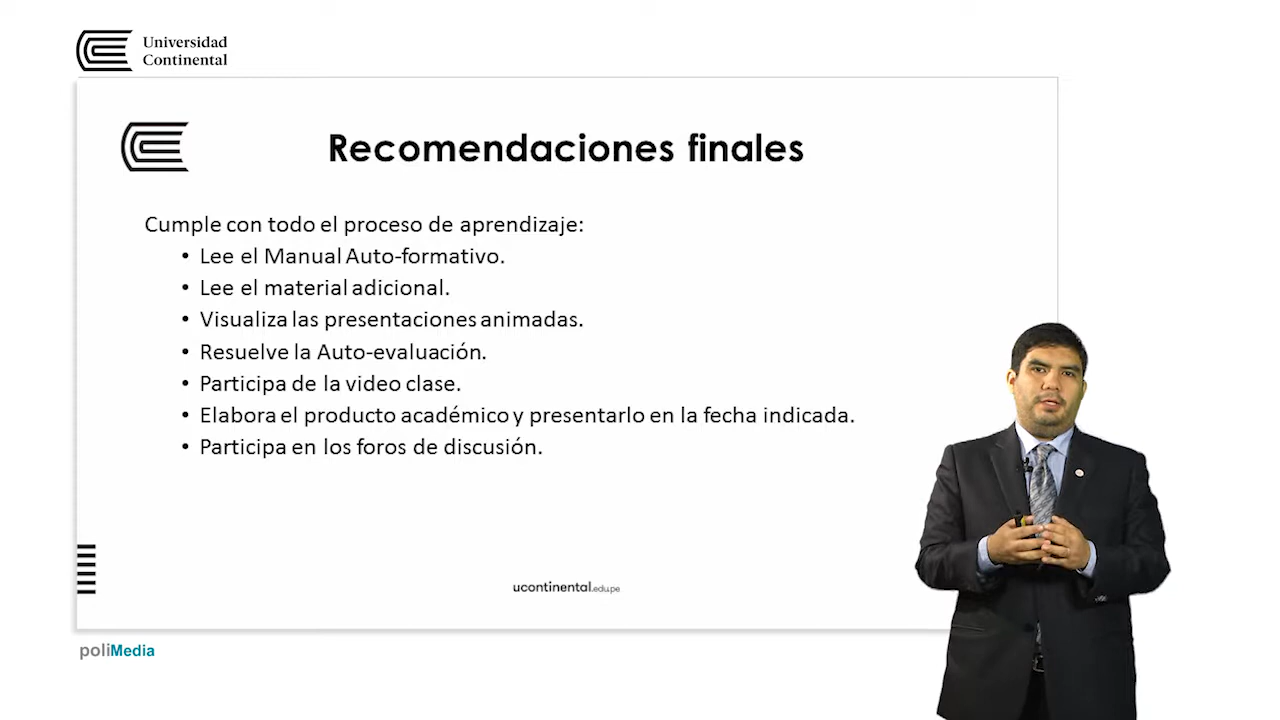 Universidad
Continental
Recomendaciones finales
Cumple con todo el proceso de aprendizaje:
• Lee el Manual Auto-formativo.
• Lee el material adicional.
• Visualiza las presentaciones animadas.
• Resuelve la Auto-evaluación.
• Participa de la video clase.
• Elabora el producto académico y presentarlo en la fecha indicada.
• Participa en los foros de discusión.
ucontinental.edu.pe
poliMedia